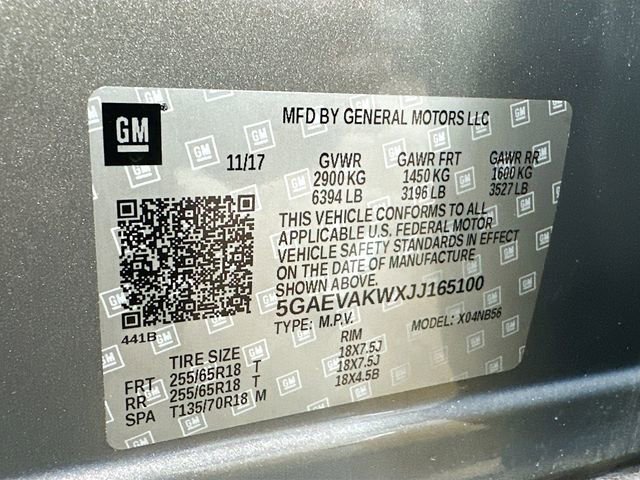 GM
MFD BY GENERAL MOTORS LLC
11/17 GVWR GAWR FRT GAWR RR
2900 KG 1450 KG 1600 KG
6394 LB 3196 LB 3527 LB
THIS VEHICLE CONFORMS TO ALL
APPLICABLE U.S. FEDERAL MOTOR
VEHICLE SAFETY STANDARDS IN EFFECT
ON THE DATE OF MANUFACTURE
SHOWN ABOVE.
5GAEVAKWXJJ165100
TYPE: M.P.V. MODEL: X04NB56
441B
TIRE SIZE RIM
FRT 255/65R18 T 18X7.5J
RR 255/65R18 T 18X7.5J
SPA T135/70R18 M 18X4.5B